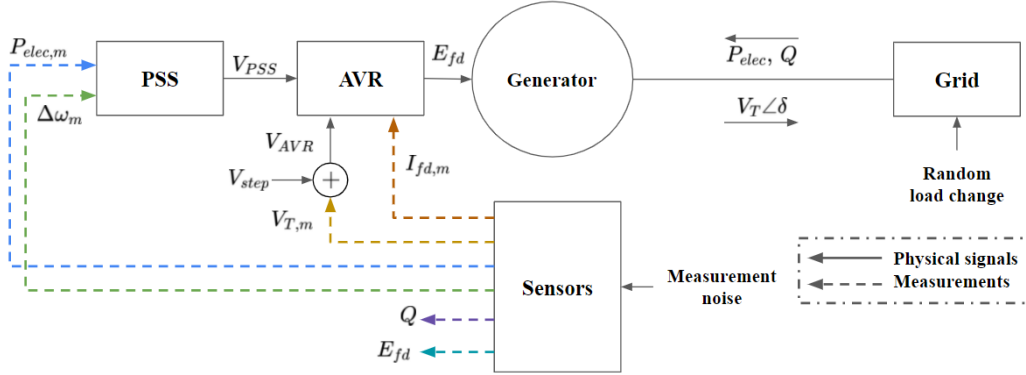 P_{elec,m}
PSS
V_{PSS}
AVR
E_{fd}
Generator
P_{elec}, Q
V_T∠δ
Grid
Δω_m
V_{AVR}
V_{step}
+
I_{fd,m}
V_{T,m}
Random
load change
Sensors
Measurement
noise
Physical signals
Measurements
Q
E_{fd}